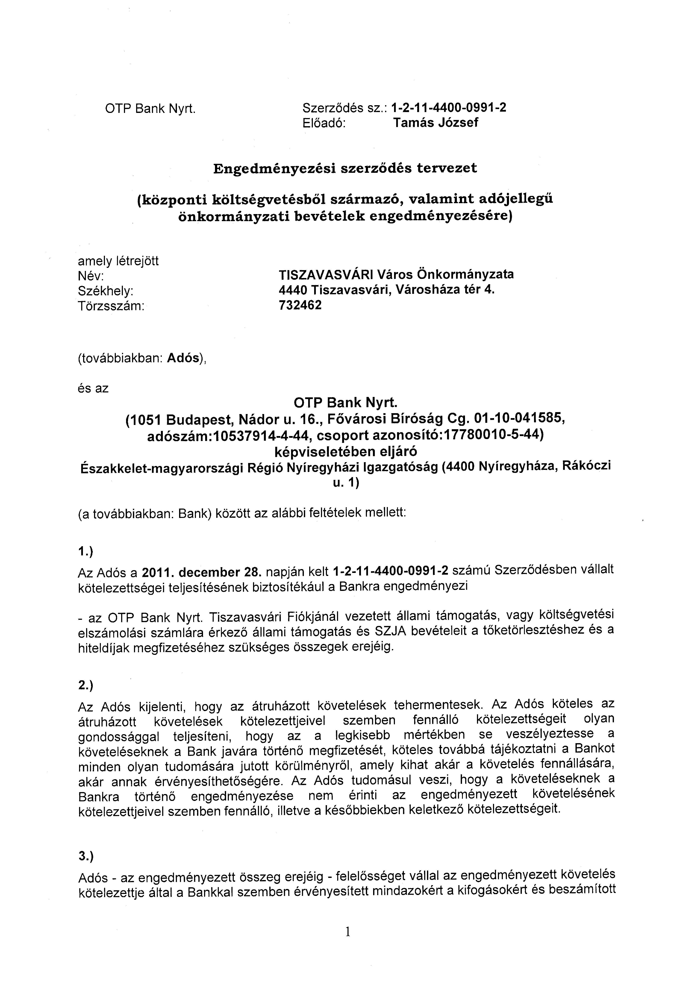 OTP Bank Nyrt.
Szerződés sz.: 1-2-11-4400-0991-2
Előadó: Tamás József
Engedményezési szerződés tervezet
(központi költségvetésből származó, valamint adójellegű
önkormányzati bevételek engedményezésére)
amely létrejött
Név: TISZAVASVÁRI Város Önkormányzata
Székhely: 4440 Tiszavasvári, Városháza tér 4.
Törzsszám: 732462
(továbbiakban: Adós),
és az
OTP Bank Nyrt.
(1051 Budapest, Nádor u. 16., Fővárosi Bíróság Cg. 01-10-041585,
adószám:10537914-4-44, csoport azonosító:17780010-5-44)
képviseletében eljáró
Északkelet-magyarországi Régió Nyíregyházi Igazgatóság (4400 Nyíregyháza, Rákóczi
u. 1)
(a továbbiakban: Bank) között az alábbi feltételek mellett:
1.)
Az Adós a 2011. december 28. napján kelt 1-2-11-4400-0991-2 számú Szerződésben vállalt
kötelezettségei teljesítésének biztosítékául a Bankra engedményezi
- az OTP Bank Nyrt. Tiszavasvári Fiókjánál vezetett állami támogatás, vagy költségvetési
elszámolási számlára érkező állami támogatás és SZJA bevételeit a tőketörlesztéshez és a
hiteldíjak megfizetéséhez szükséges összegek erejéig.
2.)
Az Adós kijelenti, hogy az átruházott követelések tehermentesek. Az Adós köteles az
átruházott követelések kötelezettjeivel szemben fennálló kötelezettségeit olyan
gondossággal teljesíteni, hogy az a legkisebb mértékben se veszélyeztesse a
követeléseknek a Bank javára történő megfizetését, köteles továbbá tájékoztatni a Bankot
minden olyan tudomására jutott körülményről, amely kihat akár a követelés fennállására,
akár annak érvényesíthetőségére. Az Adós tudomásul veszi, hogy a követeléseknek a
Bankra történő engedményezése nem érinti az engedményezett követelésének
kötelezettjeivel szemben fennálló, illetve a későbbiekben keletkező kötelezettségeit.
3.)
Adós - az engedményezett összeg erejéig - felelősséget vállal az engedményezett követelés
kötelezettje által a Bankkal szemben érvényesített mindazokért a kifogásokért és beszámított
1